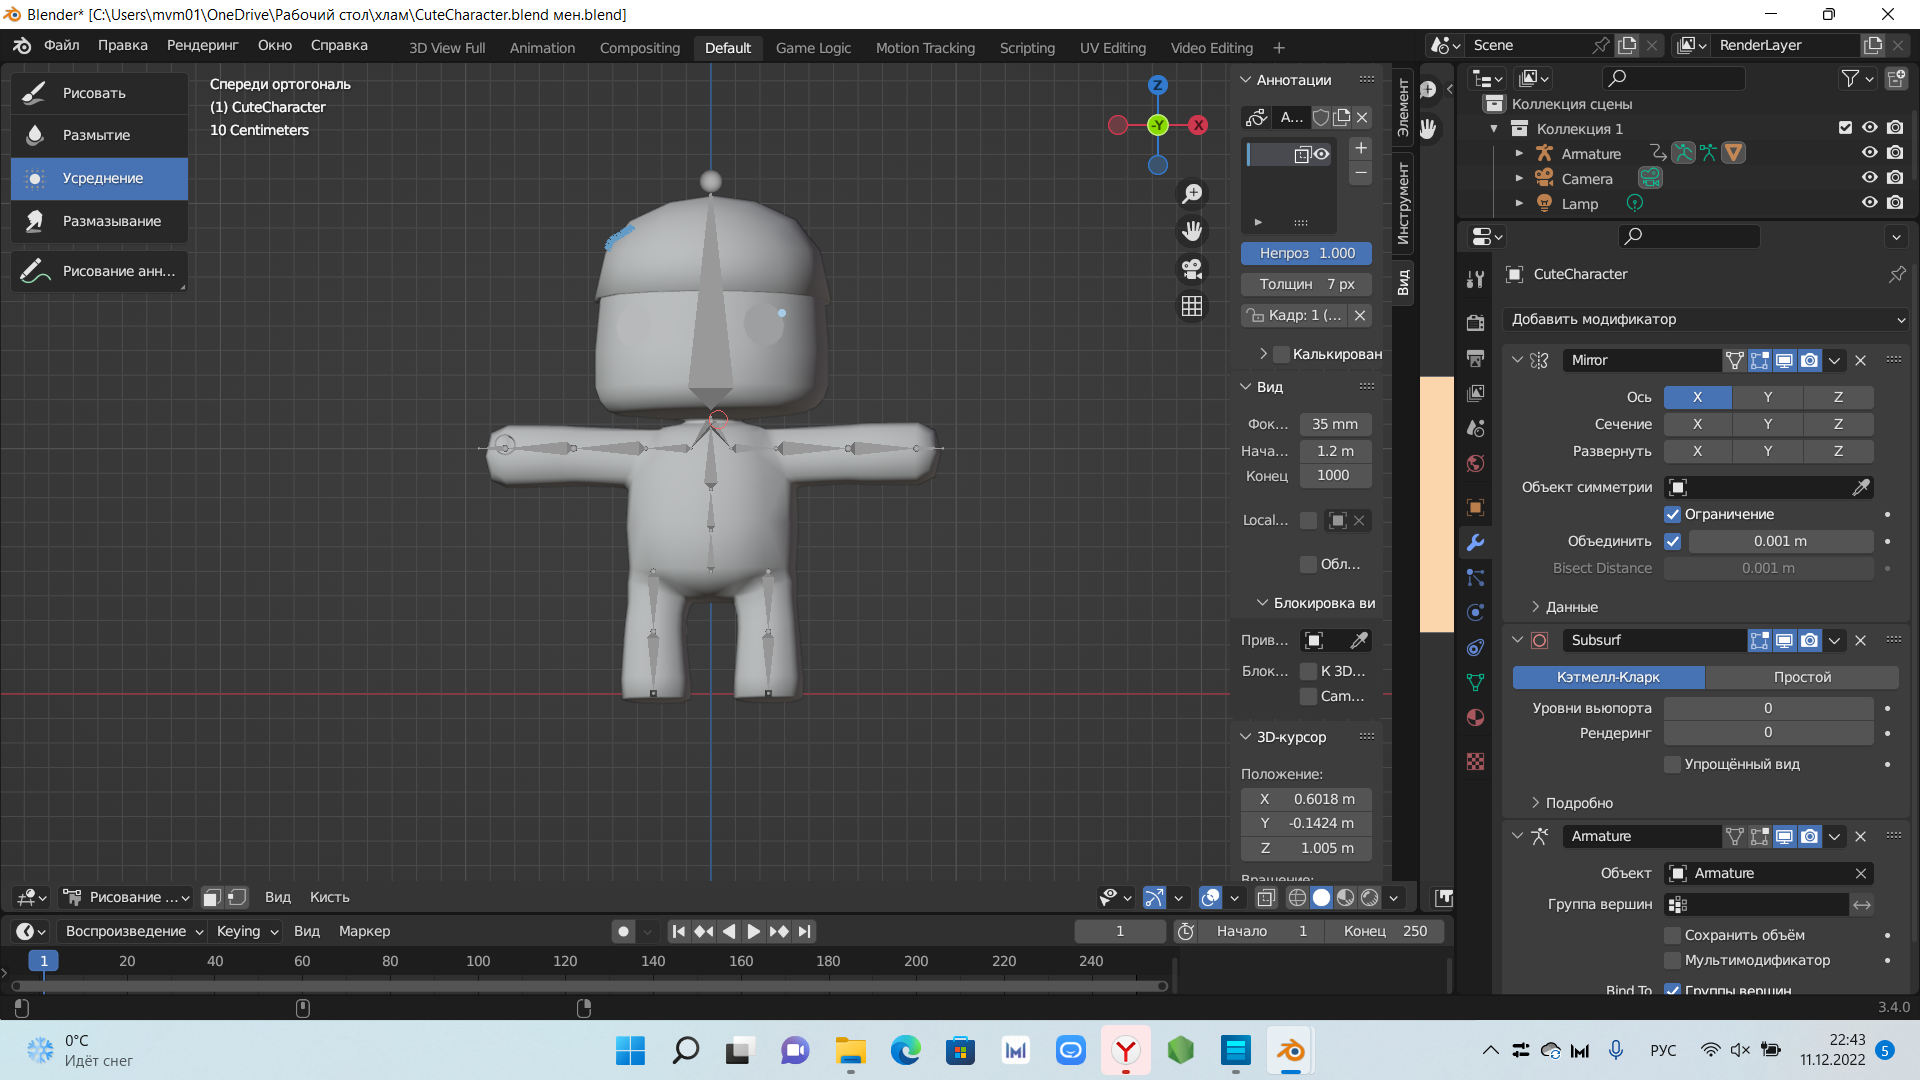 Blender* [C:\Users\mvm01\OneDrive\Рабочий стол\хлам\CuteCharacter.blend мен.blend]
Файл Правка Рендеринг Окно Справка
3D View Full Animation Compositing Default Game Logic Motion Tracking Scripting UV Editing Video Editing
Scene
RenderLayer
Рисовать
Размытие
Усреднение
Размазывание
Рисование анн...
Спереди ортогональ
(1) CuteCharacter
10 Centimeters
Z
-Y
X
Аннотации
А...
Непроз 1.000
Толщин 7 px
Кадр: 1 (...
Калькирован
Вид
Фок... 35 mm
Нача... 1.2 m
Конец 1000
Local...
Обл...
Блокировка ви
Прив...
Блок... К 3D...
Cam...
3D-курсор
Положение:
X 0.6018 m
Y -0.1424 m
Z 1.005 m
Вращение:
Элемент
Инструмент
Вид
Коллекция сцены
Коллекция 1
Armature
Camera
Lamp
CuteCharacter
Добавить модификатор
Mirror
Ось X Y Z
Сечение X Y Z
Развернуть X Y Z
Объект симметрии
Ограничение
Объединить 0.001 m
Bisect Distance 0.001 m
Данные
Subsurf
Кэтмелл-Кларк Простой
Уровни вьюпорта 0
Рендеринг 0
Упрощённый вид
Подробно
Armature
Объект Armature
Группа вершин
Сохранить объём
Мультимодификатор
Bind To Группы вершин
Рисование ... Вид Кисть
Воспроизведение Keying Вид Маркер
1 Начало 1 Конец 250
1 20 40 60 80 100 120 140 160 180 200 220 240
3.4.0
0°C
Идёт снег
РУС
22:43
11.12.2022
5